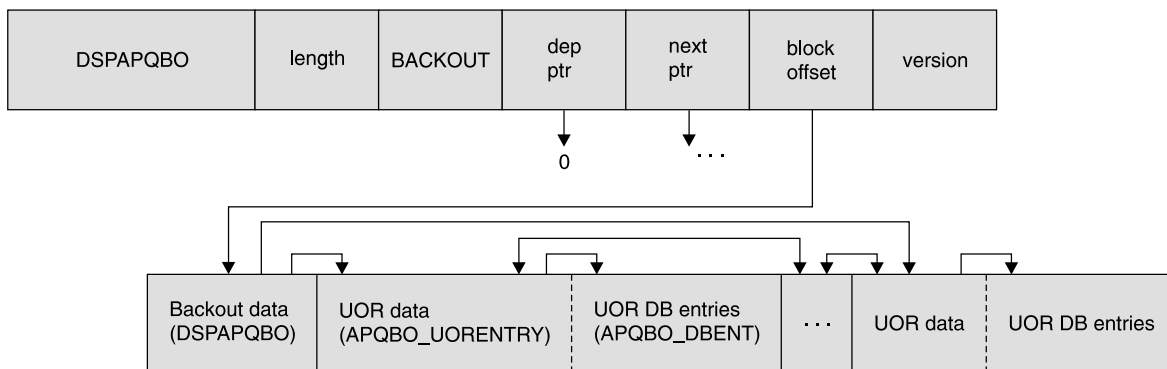 DSPAPQBO
length
BACKOUT
dep
ptr
next
ptr
block
offset
version
0
...
Backout data
(DSPAPQBO)
UOR data
(APQBO_UORENTRY)
UOR DB entries
(APQBO_DBENT)
...
UOR data
UOR DB entries